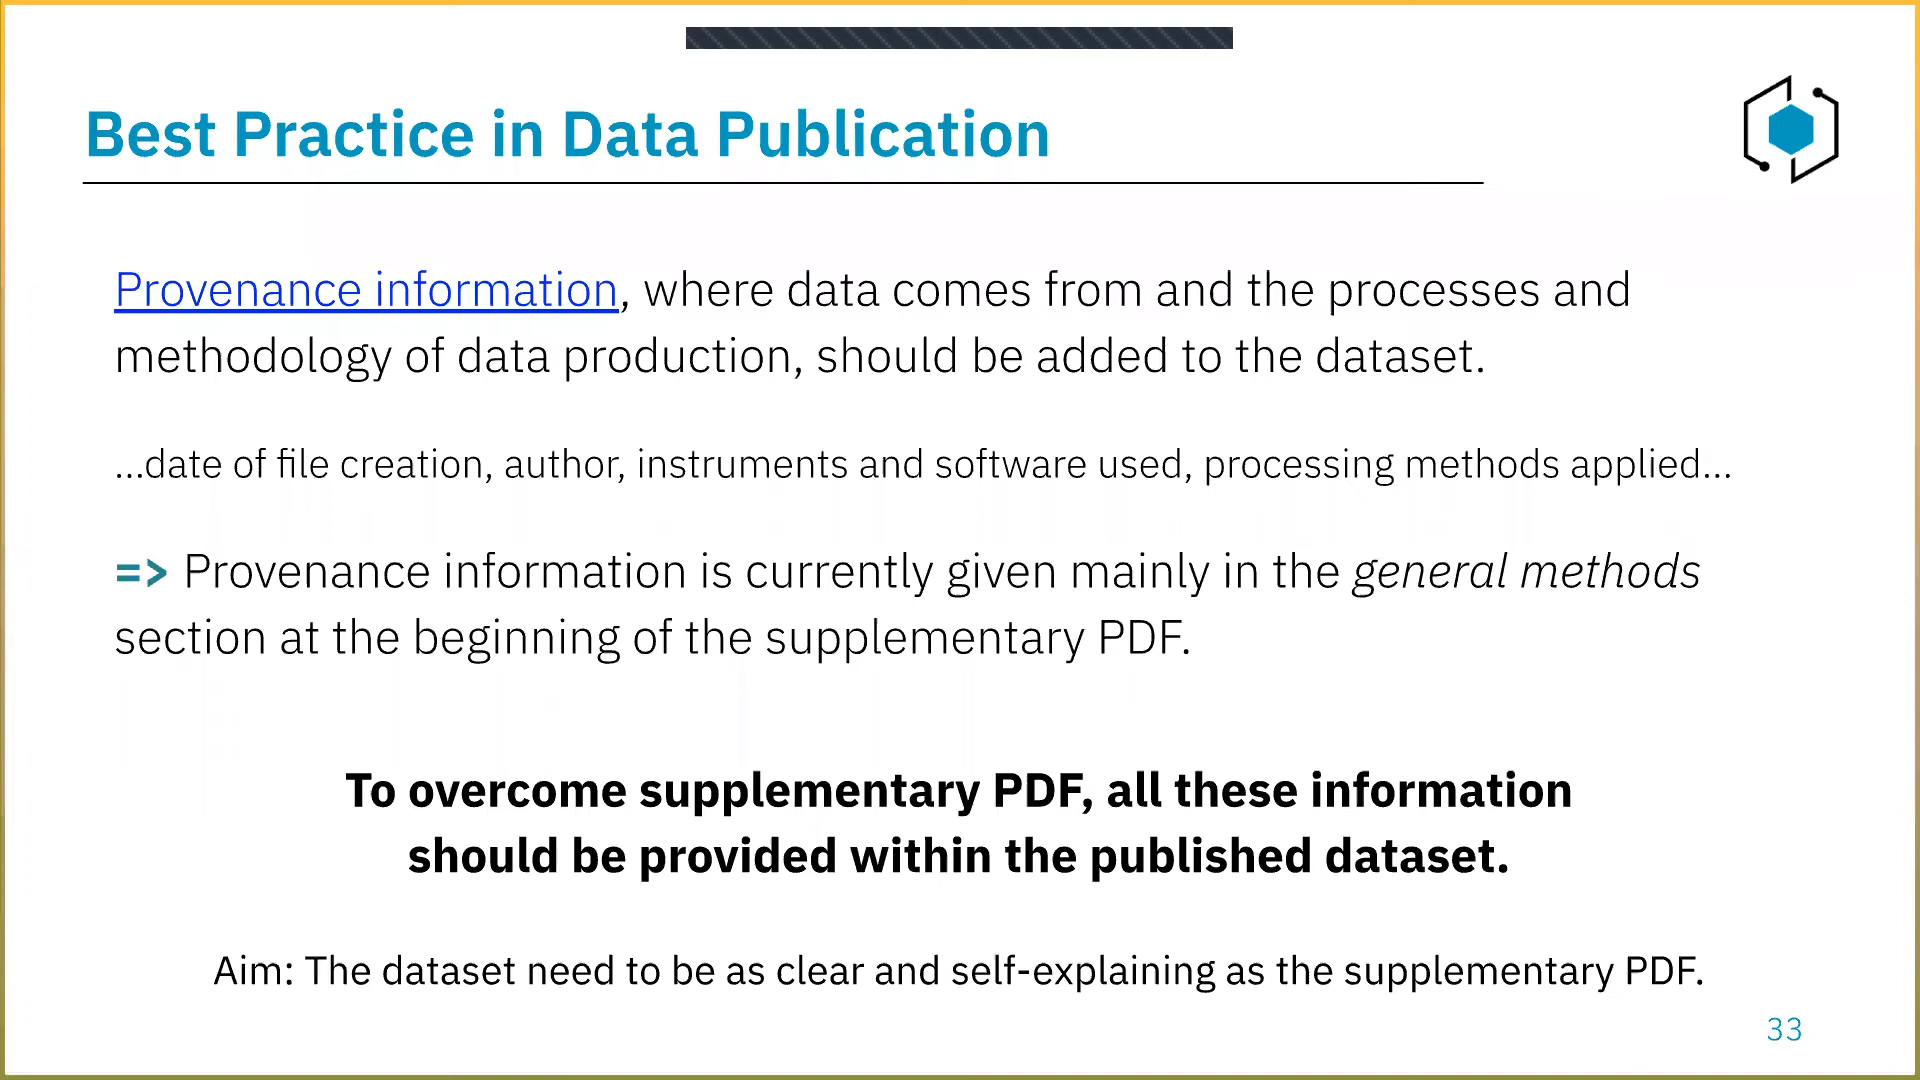 Best Practice in Data Publication
Provenance information, where data comes from and the processes and
methodology of data production, should be added to the dataset.
...date of file creation, author, instruments and software used, processing methods applied...
=> Provenance information is currently given mainly in the general methods
section at the beginning of the supplementary PDF.
To overcome supplementary PDF, all these information
should be provided within the published dataset.
Aim: The dataset need to be as clear and self-explaining as the supplementary PDF.
33